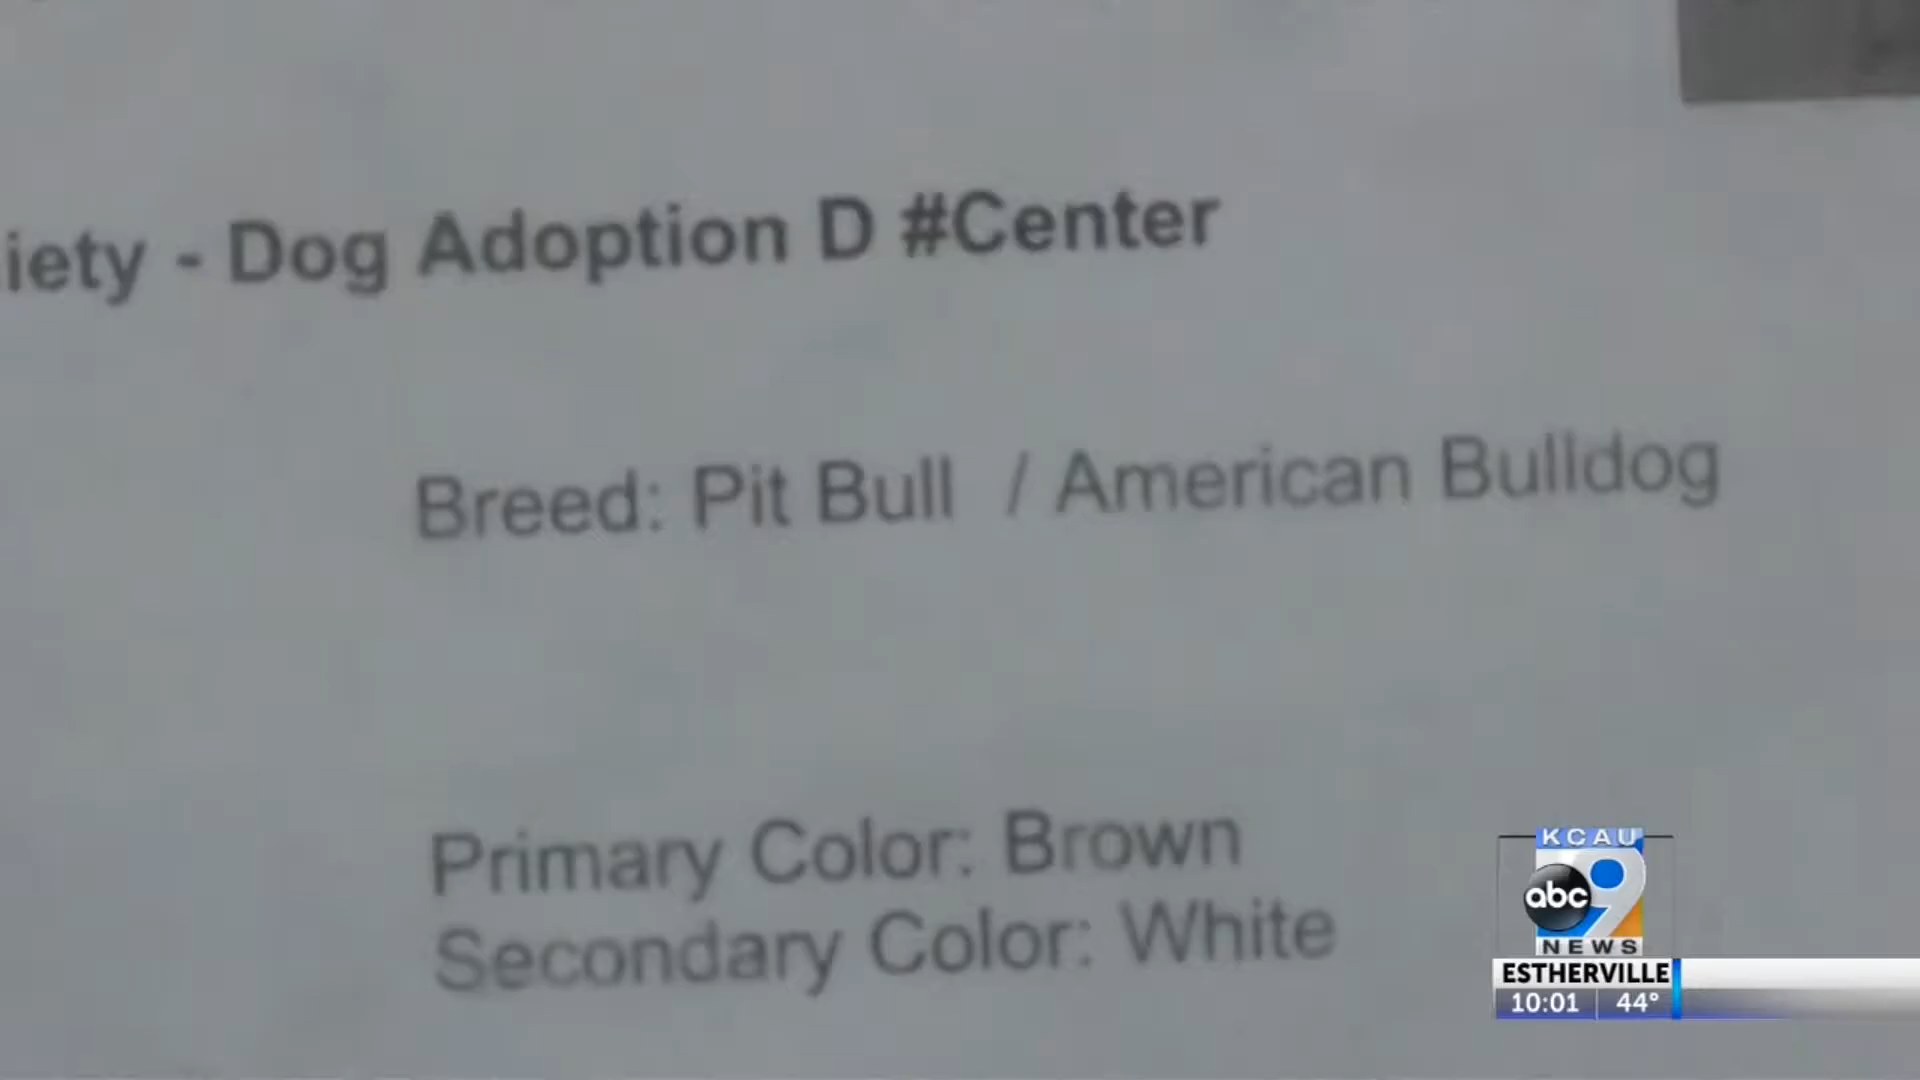 iety - Dog Adoption D #Center
Breed: Pit Bull / American Bulldog
Primary Color: Brown
Secondary Color: White
KCAU
abc 9
NEWS
ESTHERVILLE
10:01 44°